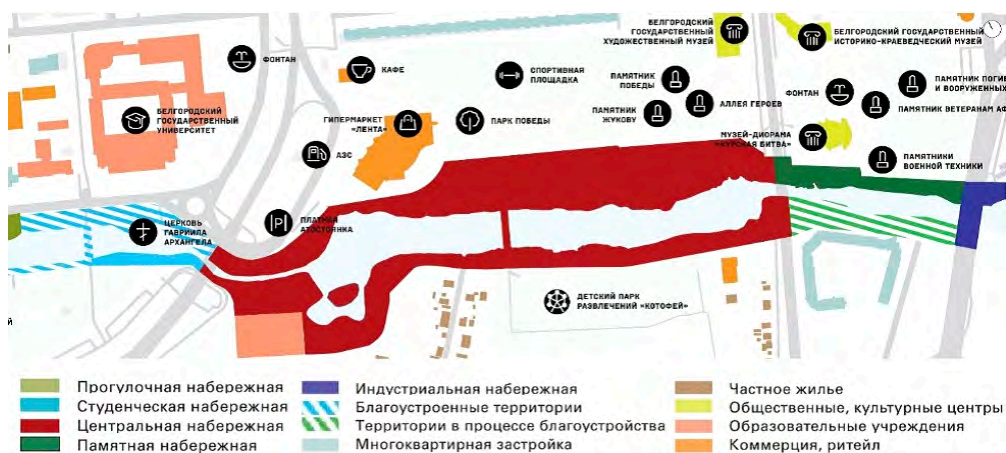 БЕЛГОРОДСКИЙ
ГОСУДАРСТВЕННЫЙ
ХУДОЖЕСТВЕННЫЙ МУЗЕЙ
БЕЛГОРОДСКИЙ ГОСУДАРСТВЕННЫЙ
ИСТОРИКО-КРАЕВЕДЧЕСКИЙ МУЗЕЙ
ФОНТАН
КАФЕ
СПОРТИВНАЯ
ПЛОЩАДКА
ПАМЯТНИК
ПОБЕДЫ
ПАМЯТНИК
ЖУКОВУ
АЛЛЕЯ ГЕРОЕВ
ФОНТАН
ПАМЯТНИК ПОГИБ
И ВООРУЖЕННЫХ
ПАМЯТНИК ВЕТЕРАНАМ АФ
БЕЛГОРОДСКИЙ
ГОСУДАРСТВЕННЫЙ
УНИВЕРСИТЕТ
ГИПЕРМАРКЕТ
«ЛЕНТА»
ПАРК ПОБЕДЫ
АЗС
МУЗЕЙ-ДИОРАМА
«КУРСКАЯ БИТВА»
ПАМЯТНИКИ
ВОЕННОЙ ТЕХНИКИ
ЦЕРКОВЬ
ГАВРИИЛА
АРХАНГЕЛА
P
ПЛАТНАЯ
АТОСТОЯНКА
ДЕТСКИЙ ПАРК
РАЗВЛЕЧЕНИЙ «КОТОФЕЙ»
й
Прогулочная набережная
Студенческая набережная
Центральная набережная
Памятная набережная
Индустриальная набережная
Благоустроенные территории
Территории в процессе благоустройства
Многоквартирная застройка
Частное жилье
Общественные, культурные центры
Образовательные учреждения
Коммерция, ритейл